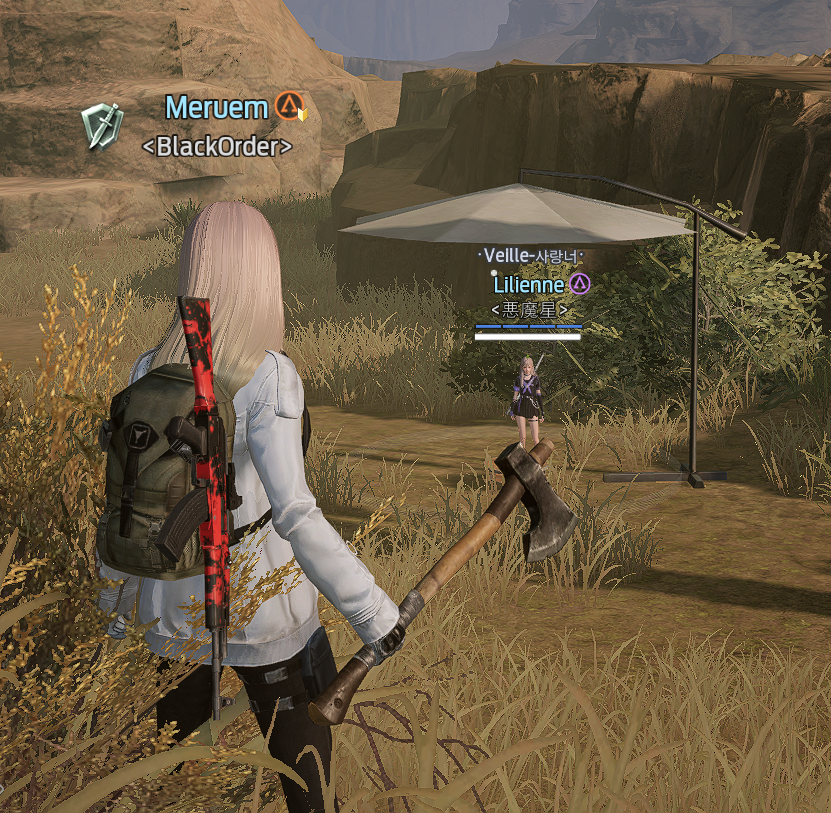 Meruem
<BlackOrder>
·Veille-사랑너·
Lilienne
<悪魔星>